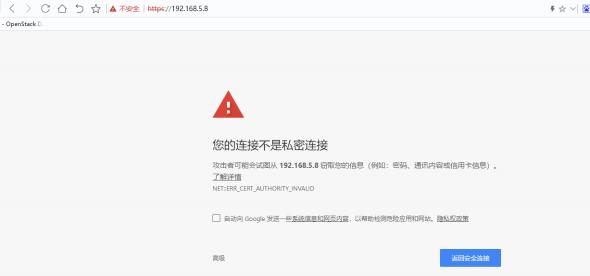 不安全 https://192.168.5.8
- OpenStack D
您的连接不是私密连接
攻击者可能会试图从 192.168.5.8 窃取您的信息（例如：密码、通讯内容或信用卡信息）。
了解详情
NET::ERR_CERT_AUTHORITY_INVALID
自动向 Google 发送一些系统信息和网页内容，以帮助检测危险应用和网站。隐私权政策
高级
返回安全连接